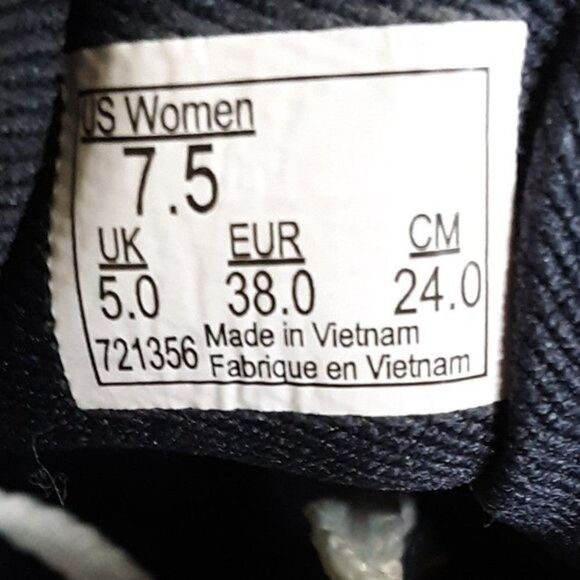 US Women
7.5
UK EUR CM
5.0 38.0 24.0
721356 Made in Vietnam
Fabrique en Vietnam